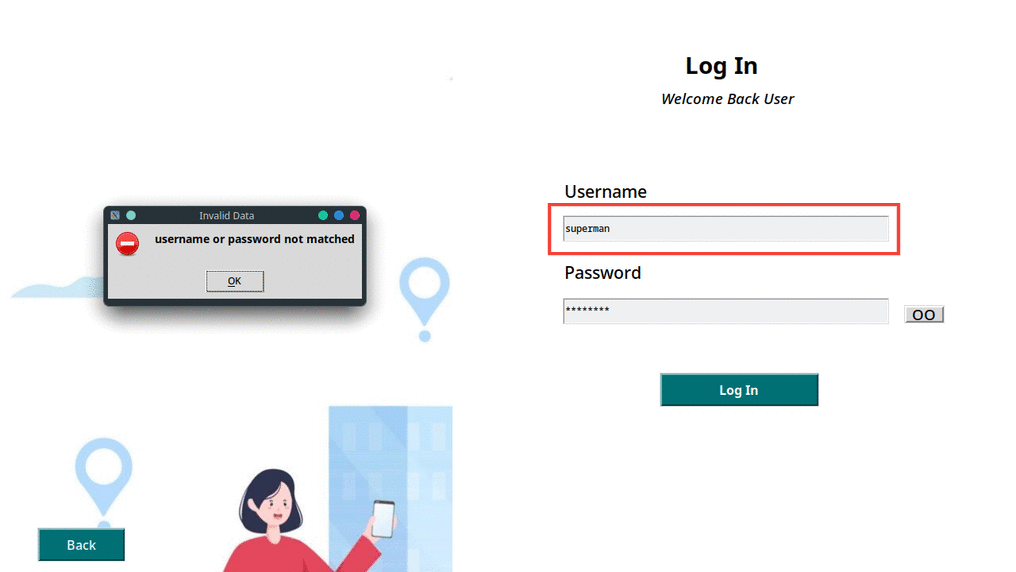 Log In
Welcome Back User
Invalid Data
username or password not matched
OK
Username
superman
Password
********
OO
Log In
Back